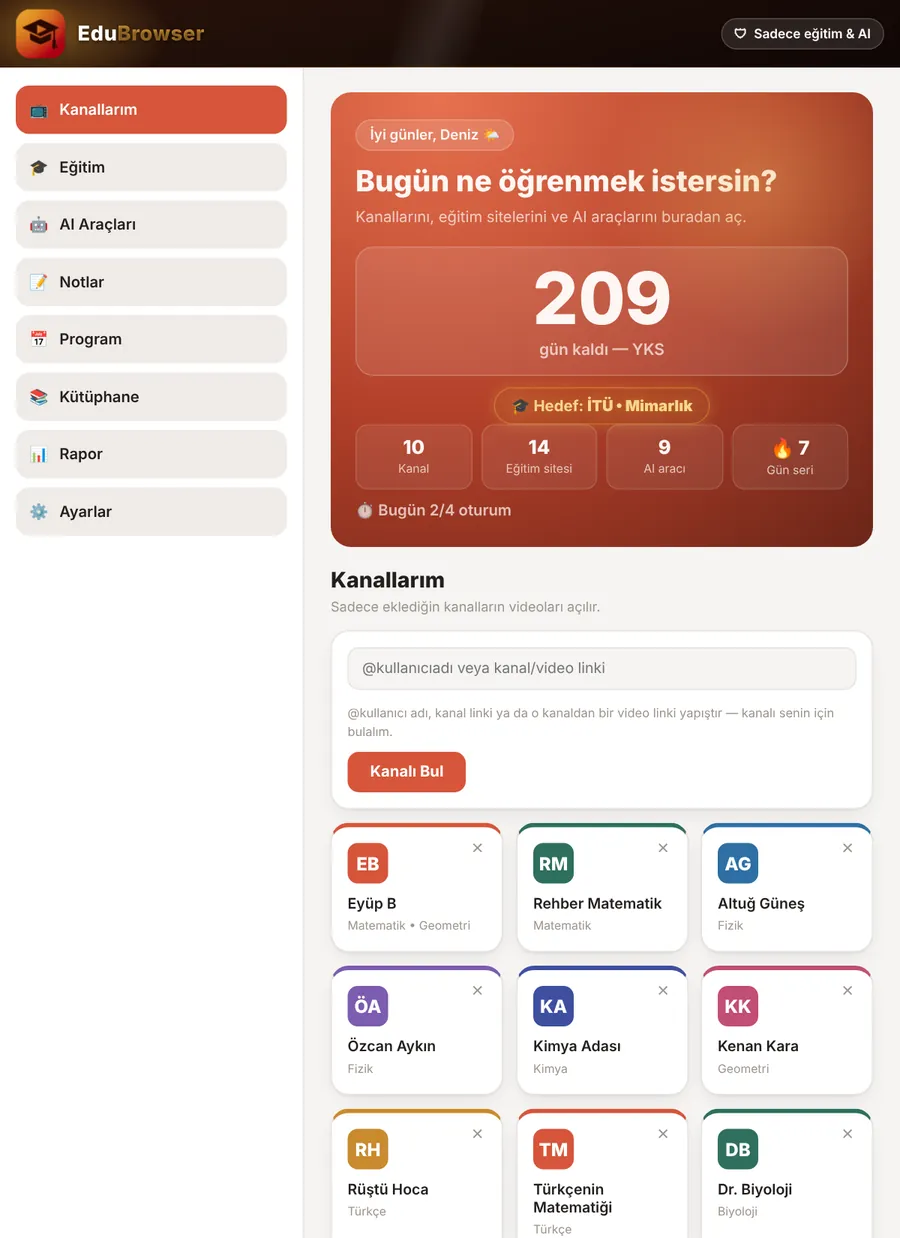 EduBrowser
Sadece eğitim & AI
Kanallarım
Eğitim
AI Araçları
Notlar
Program
Kütüphane
Rapor
Ayarlar
İyi günler, Deniz
Bugün ne öğrenmek istersin?
Kanallarını, eğitim sitelerini ve AI araçlarını buradan aç.
209
gün kaldı — YKS
Hedef: İTÜ • Mimarlık
10
Kanal
14
Eğitim sitesi
9
AI aracı
7
Gün seri
Bugün 2/4 oturum
Kanallarım
Sadece eklediğin kanalların videoları açılır.
@kullanıcıadı veya kanal/video linki
@kullanıcı adı, kanal linki ya da o kanaldan bir video linki yapıştır — kanalı senin için
bulalım.
Kanalı Bul
EB
Eyüp B
Matematik • Geometri
RM
Rehber Matematik
Matematik
AG
Altuğ Güneş
Fizik
ÖA
Özcan Aykın
Fizik
KA
Kimya Adası
Kimya
KK
Kenan Kara
Geometri
RH
Rüştü Hoca
Türkçe
TM
Türkçenin
Matematiği
Türkçe
DB
Dr. Biyoloji
Biyoloji